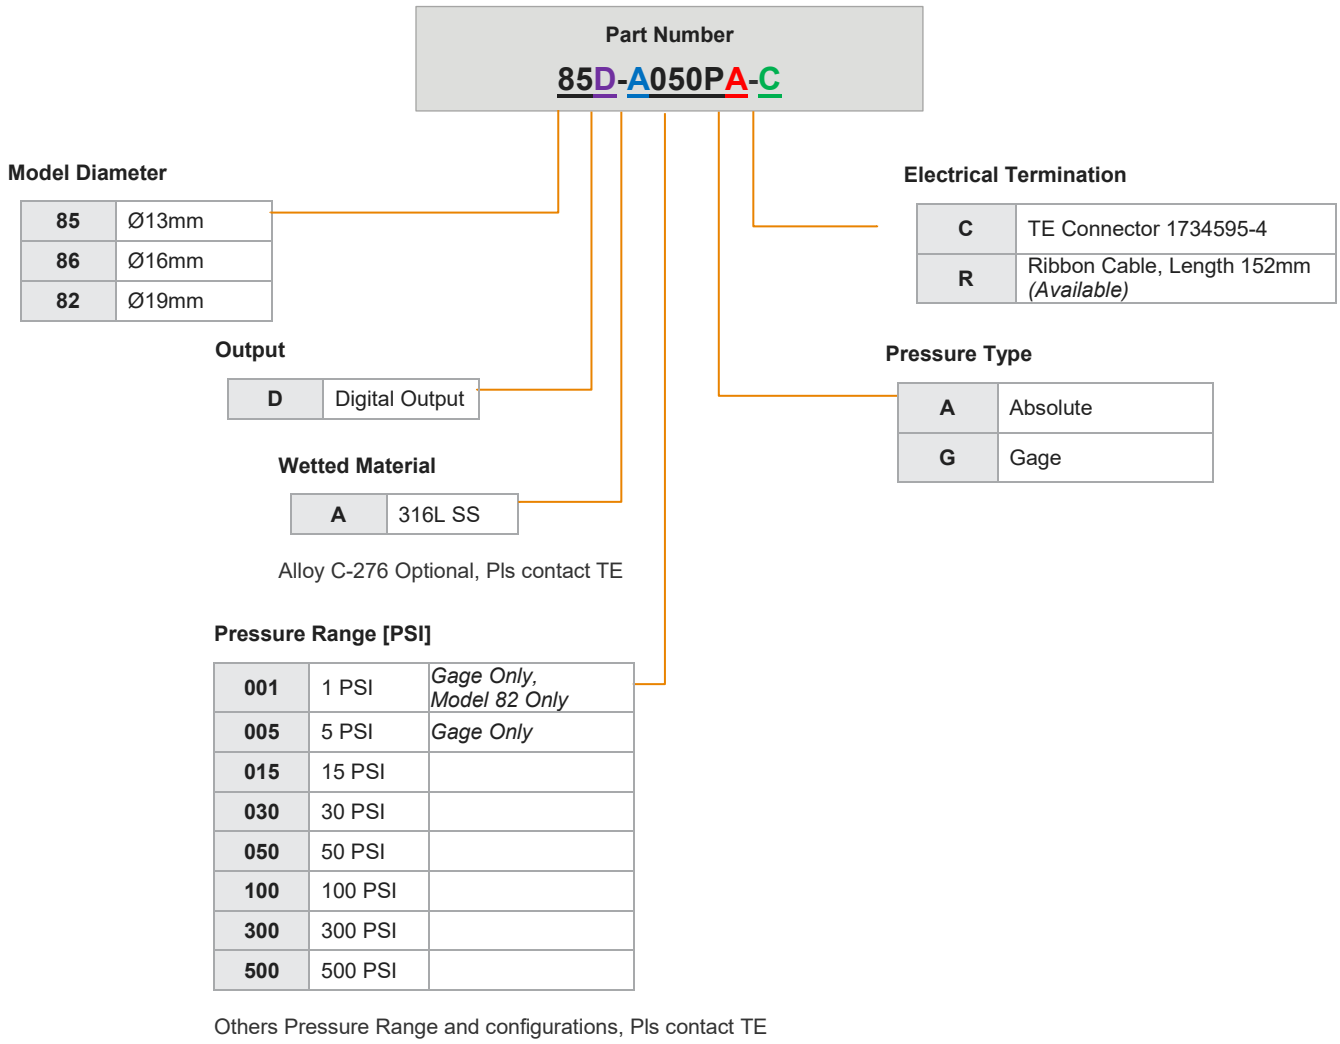 Part Number
85D-A050PA-C
Model Diameter
85 Ø13mm
86 Ø16mm
82 Ø19mm
Electrical Termination
C TE Connector 1734595-4
R Ribbon Cable, Length 152mm
(Available)
Output
D Digital Output
Pressure Type
A Absolute
G Gage
Wetted Material
A 316L SS
Alloy C-276 Optional, Pls contact TE
Pressure Range [PSI]
001 1 PSI Gage Only,
Model 82 Only
005 5 PSI Gage Only
015 15 PSI
030 30 PSI
050 50 PSI
100 100 PSI
300 300 PSI
500 500 PSI
Others Pressure Range and configurations, Pls contact TE